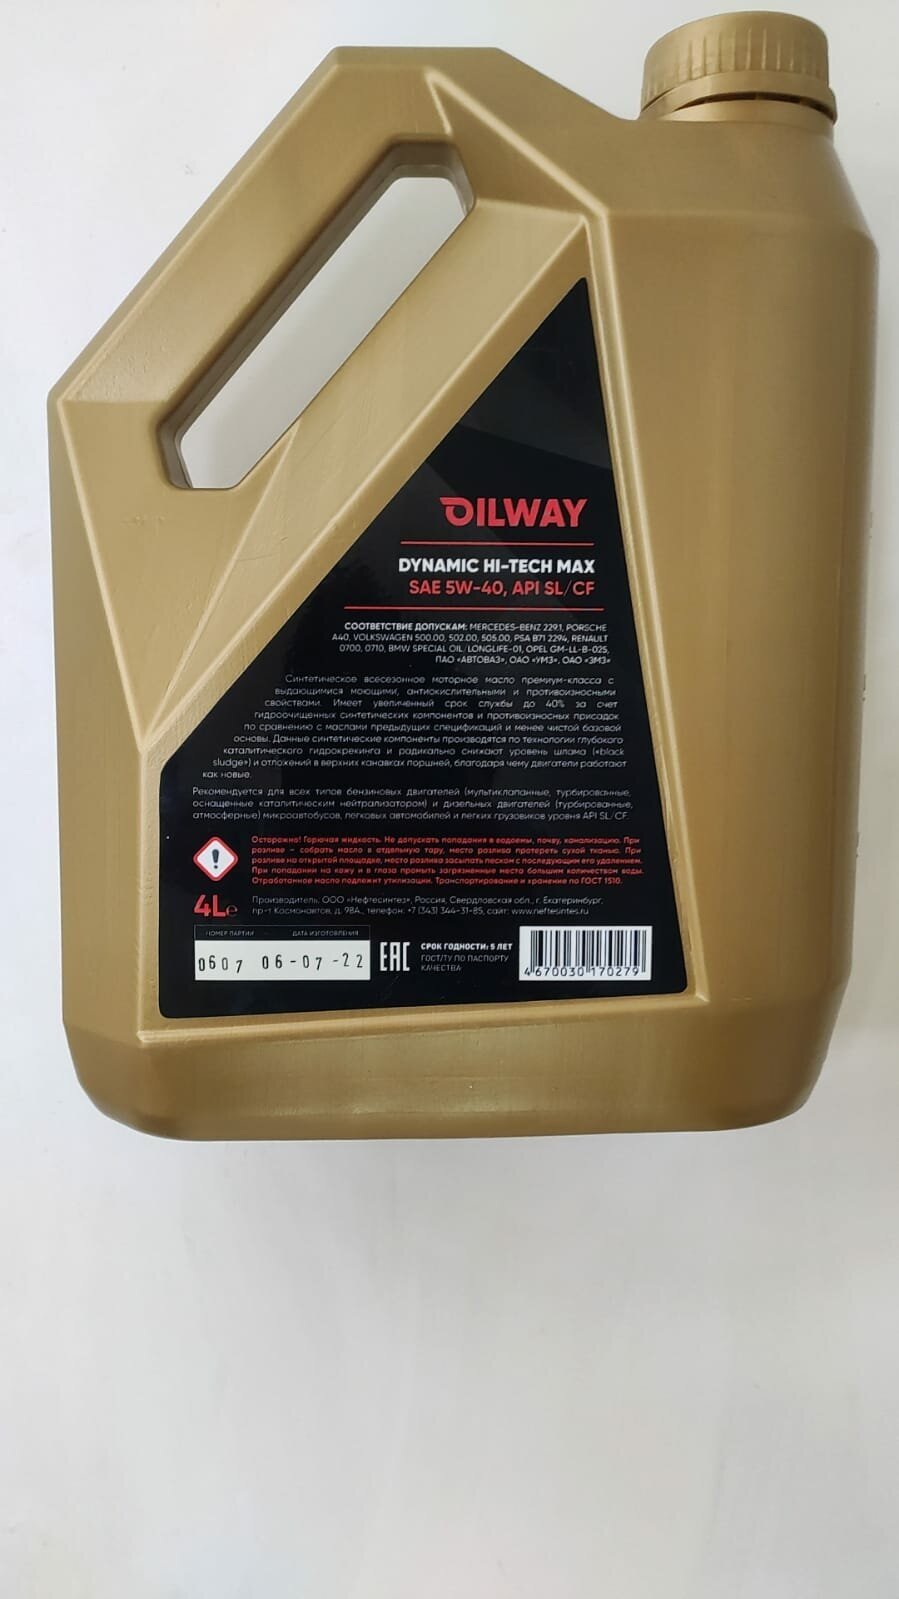 OILWAY
DYNAMIC HI-TECH MAX
SAE 5W-40, API SL/CF
СООТВЕТСТВИЕ ДОПУСКАМ: MERCEDES-BENZ 229.1, PORSCHE
A40, VOLKSWAGEN 500.00, 502.00, 505.00, PSA B71 2294, RENAULT
0700, 0710, BMW SPECIAL OIL/LONGLIFE-01, OPEL GM-LL-B-025,
ПАО «АВТОВАЗ», ОАО «УМЗ», ОАО «ЗМЗ»
Синтетическое всесезонное моторное масло премиум-класса с
выдающимися моющими, антиокислительными и противоизносными
свойствами. Имеет увеличенный срок службы до 40% за счет
гидроочищенных синтетических компонентов и противоизносных присадок
по сравнению с маслами предыдущих спецификаций и менее чистой базовой
основы. Данные синтетические компоненты производятся по технологии глубокого
каталитического гидрокрекинга и радикально снижают уровень шлама («black
sludge») и отложений в верхних канавках поршней, благодаря чему двигатели работают
как новые.
Рекомендуется для всех типов бензиновых двигателей (мультиклапанные, турбированные,
оснащенные каталитическим нейтрализатором) и дизельных двигателей (турбированные,
атмосферные) микроавтобусов, легковых автомобилей и легких грузовиков уровня API SL/CF.
Осторожно! Горючая жидкость. Не допускать попадания в водоемы, почву, канализацию. При
розливе – собрать масло в отдельную тару, место розлива протереть сухой тканью. При
розливе на открытой площадке, место розлива засыпать песком с последующим его удалением.
При попадании на кожу и в глаза промыть загрязненные места большим количеством воды.
Отработанное масло подлежит утилизации. Транспортирование и хранение по ГОСТ 1510.
4Le
Производитель: ООО «Нефтесинтез», Россия, Свердловская обл., г. Екатеринбург,
пр-т Космонавтов, д. 98А., телефон: +7 (343) 344-31-85, сайт: www.neftesintes.ru
НОМЕР ПАРТИИ ДАТА ИЗГОТОВЛЕНИЯ
0607 06-07-22
EAC
СРОК ГОДНОСТИ: 5 ЛЕТ
ГОСТ/ТУ ПО ПАСПОРТУ
КАЧЕСТВА
4 670030 170279